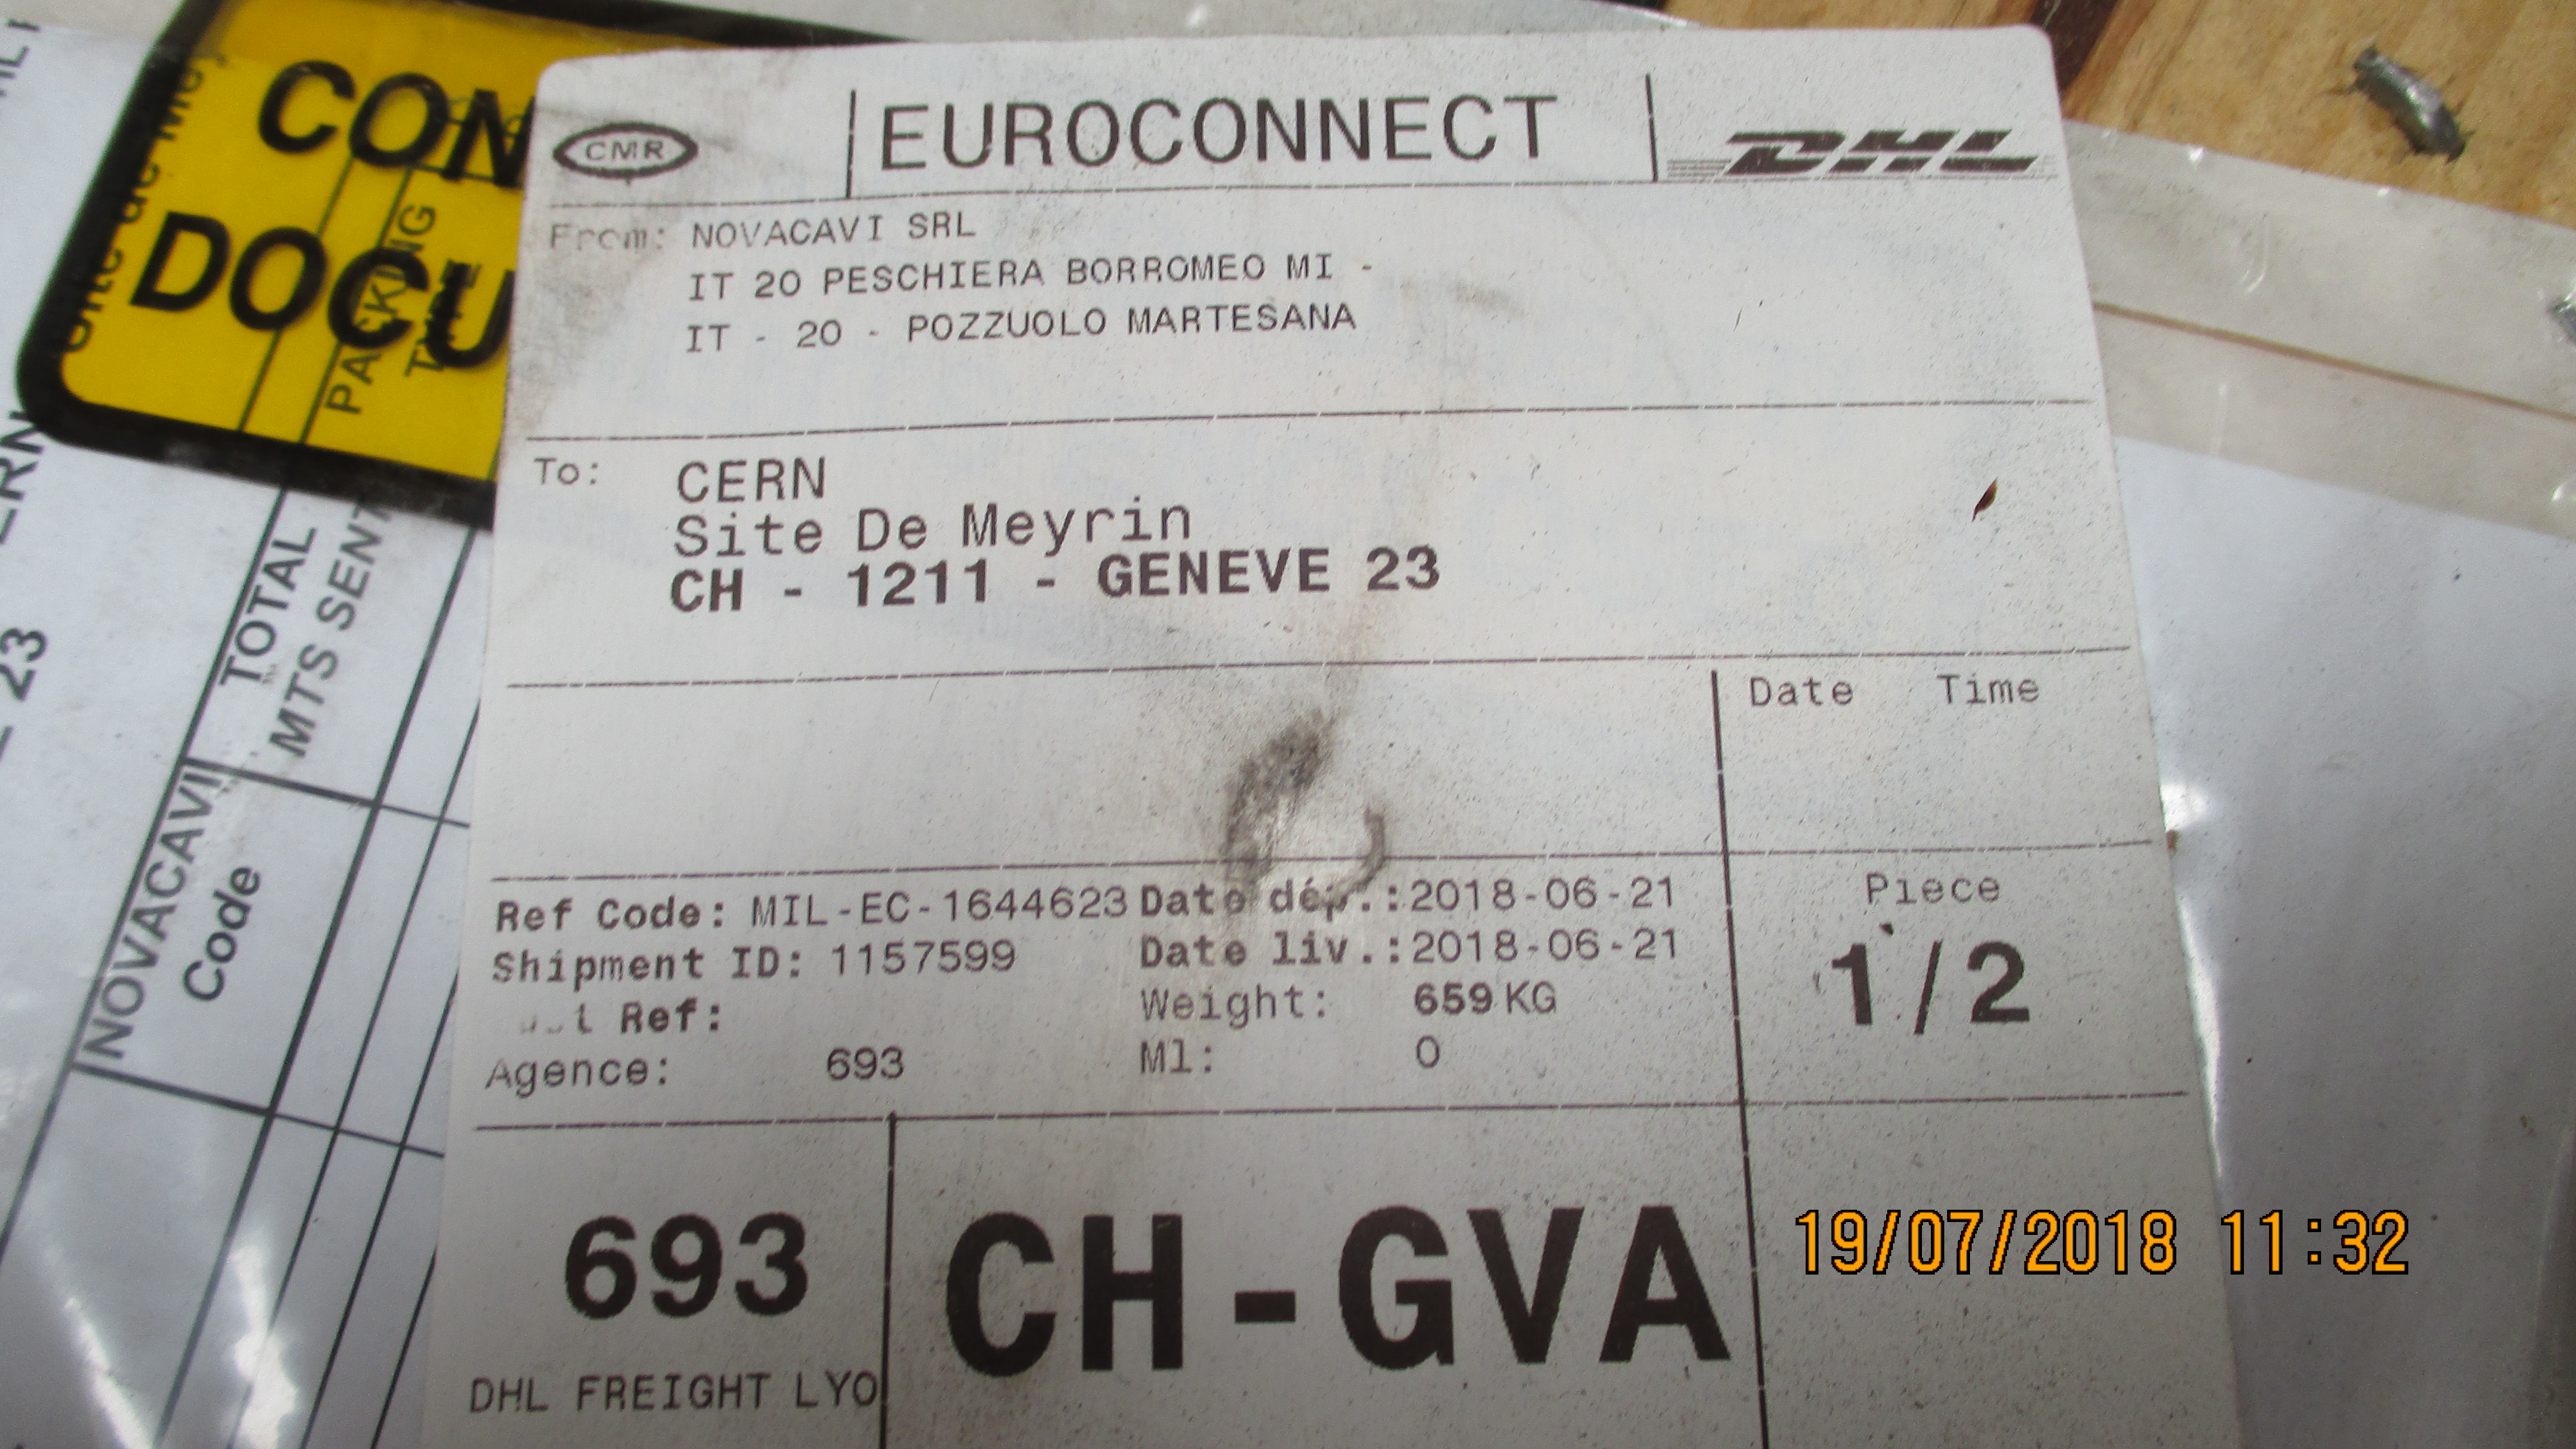 CON
DOCU
PACKING
TOTAL
MTS SENT
NOVACAVI
Code
23
CMR
EUROCONNECT
DHL
From: NOVACAVI SRL
IT 20 PESCHIERA BORROMEO MI -
IT - 20 - POZZUOLO MARTESANA
To: CERN
Site De Meyrin
CH - 1211 - GENEVE 23
Date Time
Ref Code: MIL-EC-1644623 Date dép.:2018-06-21
Shipment ID: 1157599 Date liv.:2018-06-21
Ref: Weight: 659 KG
Agence: 693 Ml: 0
Piece
1/2
693
DHL FREIGHT LYO
CH-GVA
19/07/2018 11:32